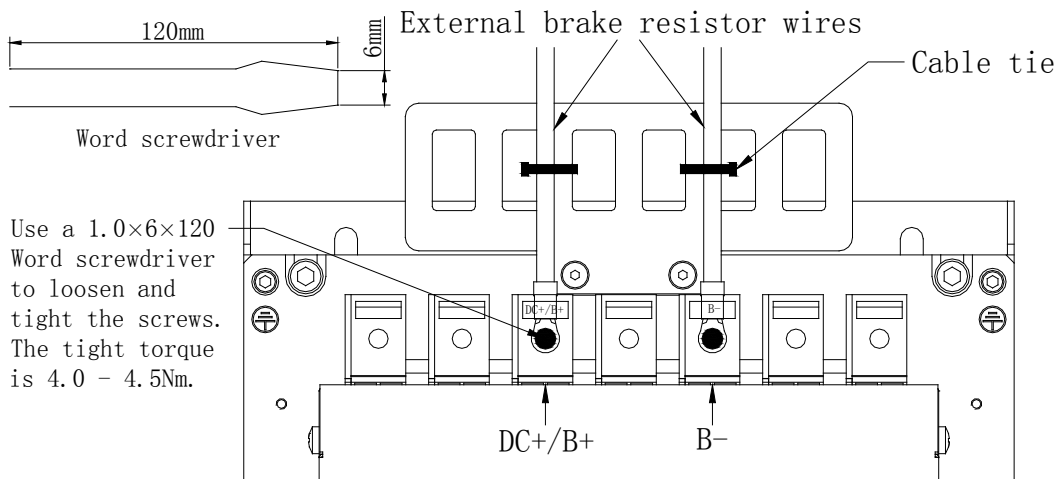 120mm
6mm
Word screwdriver
External brake resistor wires
Cable tie
Use a 1.0×6×120
Word screwdriver
to loosen and
tight the screws.
The tight torque
is 4.0 - 4.5Nm.
DC+/B+
B-
DC+/B+
B-